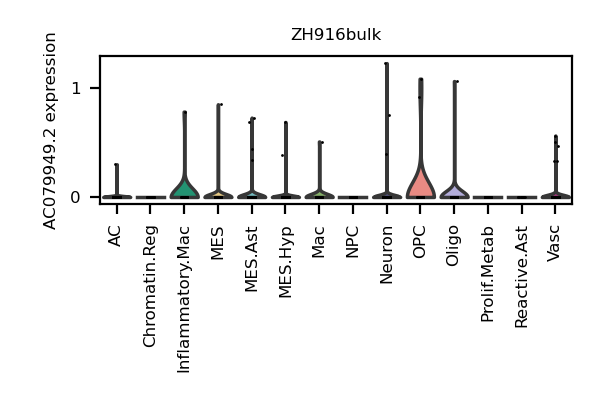 ZH916bulk
AC079949.2 expression
1
0
AC
Chromatin.Reg
Inflammatory.Mac
MES
MES.Ast
MES.Hyp
Mac
NPC
Neuron
OPC
Oligo
Prolif.Metab
Reactive.Ast
Vasc